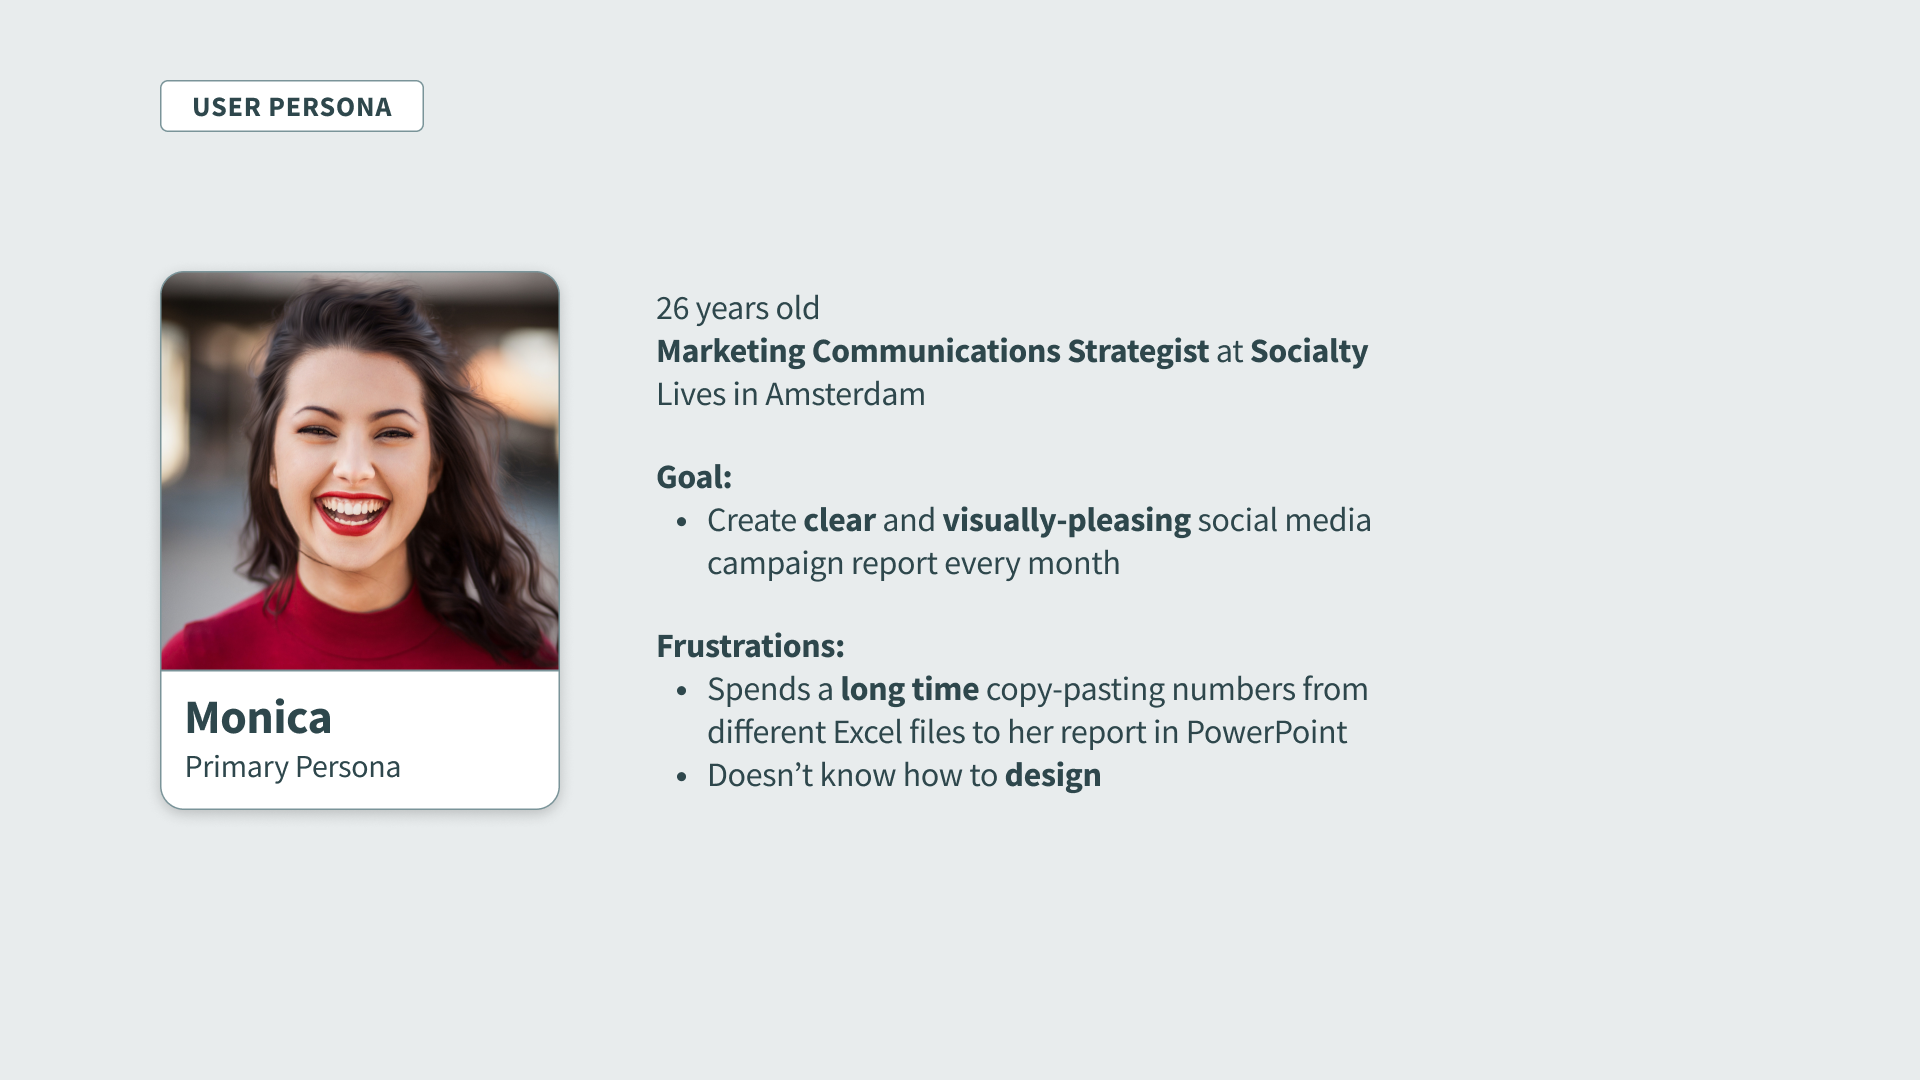 USER PERSONA
Monica
Primary Persona
26 years old
Marketing Communications Strategist at Socialty
Lives in Amsterdam
Goal:
• Create clear and visually-pleasing social media
campaign report every month
Frustrations:
• Spends a long time copy-pasting numbers from
different Excel files to her report in PowerPoint
• Doesn’t know how to design